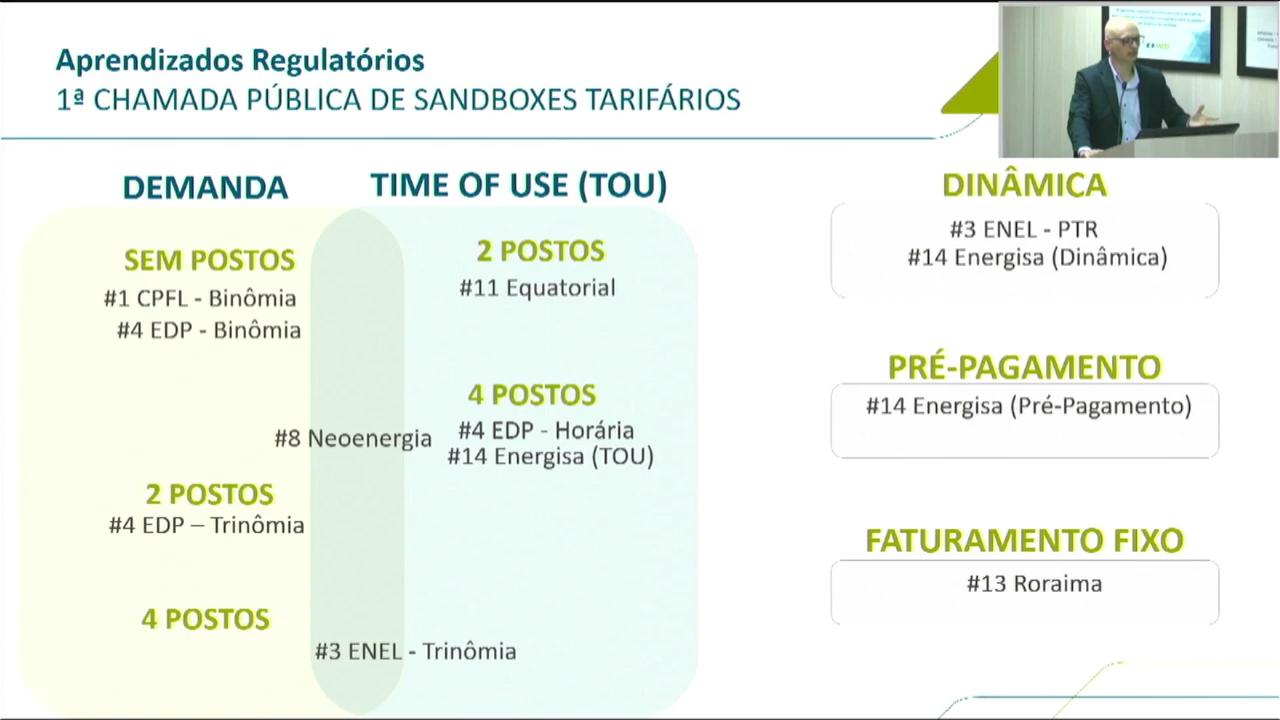 Aprendizados Regulatórios
1ª CHAMADA PÚBLICA DE SANDBOXES TARIFÁRIOS
DEMANDA
SEM POSTOS
#1 CPFL - Binômia
#4 EDP - Binômia
#8 Neoenergia
2 POSTOS
#4 EDP – Trinômia
4 POSTOS
#3 ENEL - Trinômia
TIME OF USE (TOU)
2 POSTOS
#11 Equatorial
4 POSTOS
#4 EDP - Horária
#14 Energisa (TOU)
DINÂMICA
#3 ENEL - PTR
#14 Energisa (Dinâmica)
PRÉ-PAGAMENTO
#14 Energisa (Pré-Pagamento)
FATURAMENTO FIXO
#13 Roraima